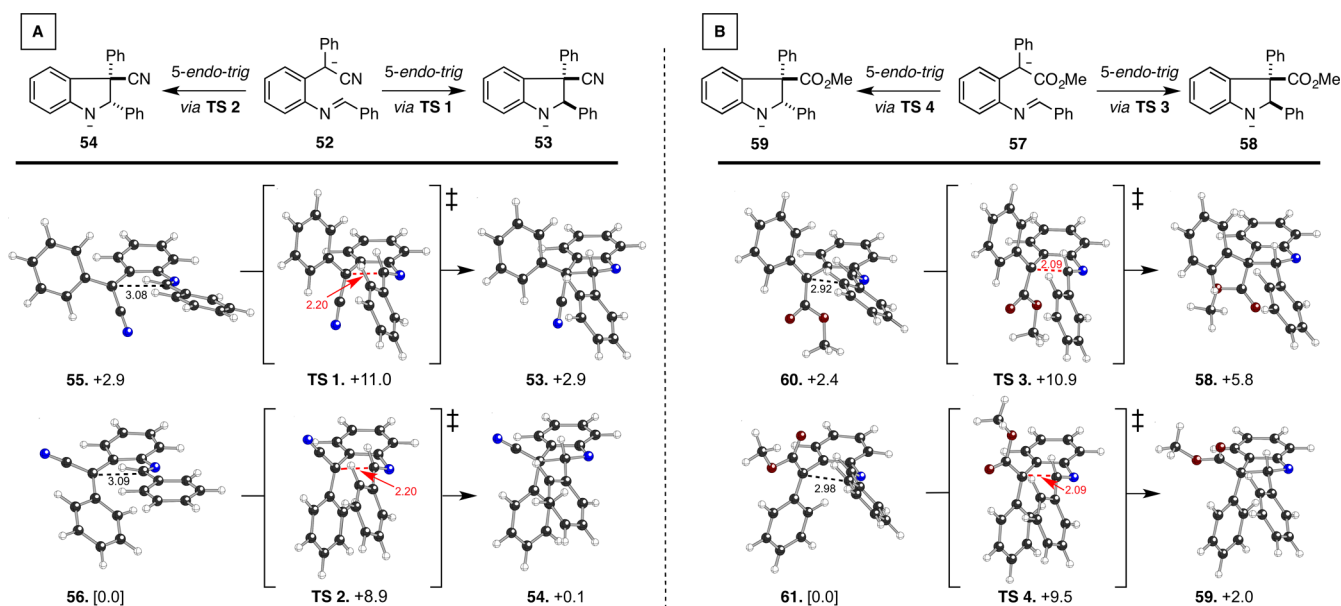 A
Ph
CN
N
Ph
54
5-endo-trig
via TS 2
Ph
CN
N
Ph
52
5-endo-trig
via TS 1
Ph
CN
N
Ph
53
3.08
55. +2.9
2.20
TS 1. +11.0
‡
53. +2.9
3.09
56. [0.0]
2.20
TS 2. +8.9
‡
54. +0.1
B
Ph
CO2Me
N
Ph
59
5-endo-trig
via TS 4
Ph
CO2Me
N
Ph
57
5-endo-trig
via TS 3
Ph
CO2Me
N
Ph
58
2.92
60. +2.4
2.09
TS 3. +10.9
‡
58. +5.8
2.98
61. [0.0]
2.09
TS 4. +9.5
‡
59. +2.0